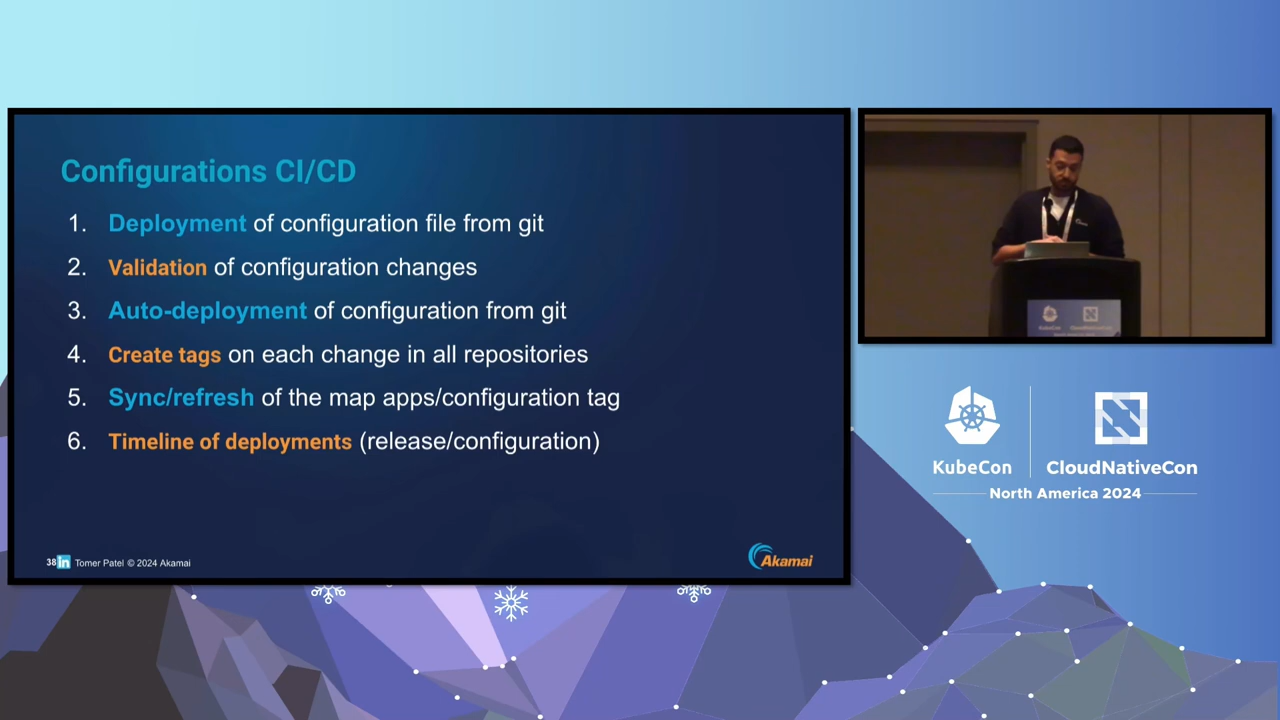 Configurations CI/CD
1. Deployment of configuration file from git
2. Validation of configuration changes
3. Auto-deployment of configuration from git
4. Create tags on each change in all repositories
5. Sync/refresh of the map apps/configuration tag
6. Timeline of deployments (release/configuration)
38 in Tomer Patel © 2024 Akamai
Akamai
KubeCon
CloudNativeCon
KubeCon
CloudNativeCon
North America 2024